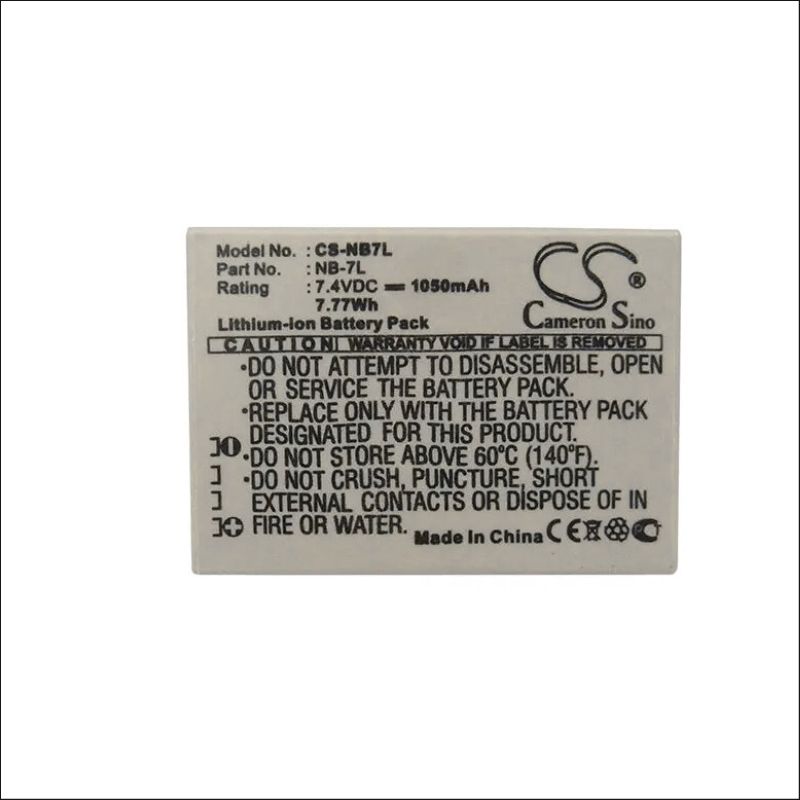 Model No. : CS-NB7L
Part No. : NB-7L
Rating : 7.4VDC ⎓ 1050mAh
7.77Wh
Lithium-ion Battery Pack
CS®
Cameron Sino
CAUTION! WARRANTY VOID IF LABEL IS REMOVED
•DO NOT ATTEMPT TO DISASSEMBLE, OPEN
OR SERVICE THE BATTERY PACK.
•REPLACE ONLY WITH THE BATTERY PACK
DESIGNATED FOR THIS PRODUCT.
•DO NOT STORE ABOVE 60°C (140°F).
•DO NOT CRUSH, PUNCTURE, SHORT
EXTERNAL CONTACTS OR DISPOSE OF IN
FIRE OR WATER.
Made in China CE